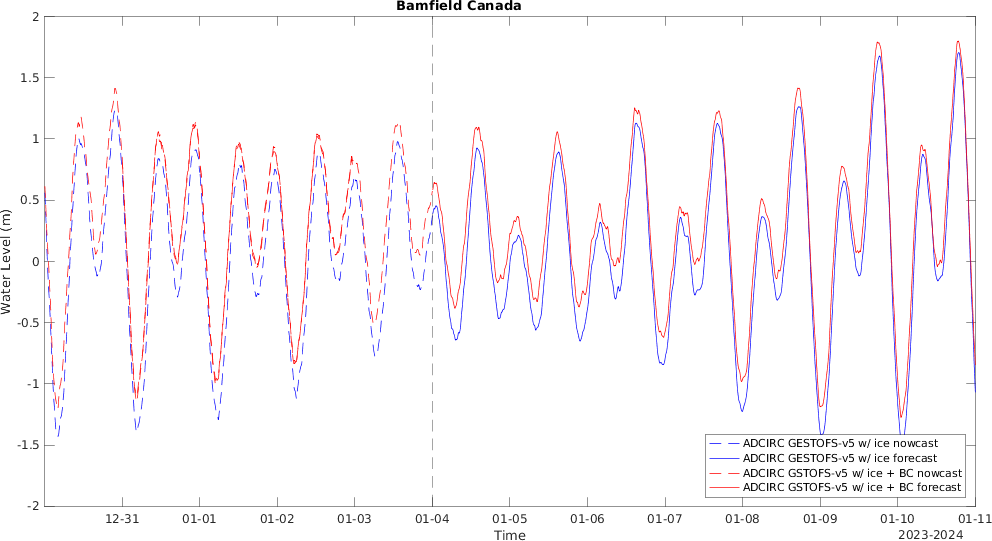 Bamfield Canada
2
1.5
1
0.5
0
-0.5
-1
-1.5
-2
Water Level (m)
ADCIRC GESTOFS-v5 w/ ice nowcast
ADCIRC GESTOFS-v5 w/ ice forecast
ADCIRC GSTOFS-v5 w/ ice + BC nowcast
ADCIRC GSTOFS-v5 w/ ice + BC forecast
12-31 01-01 01-02 01-03 01-04 01-05 01-06 01-07 01-08 01-09 01-10 01-11
Time
2023-2024